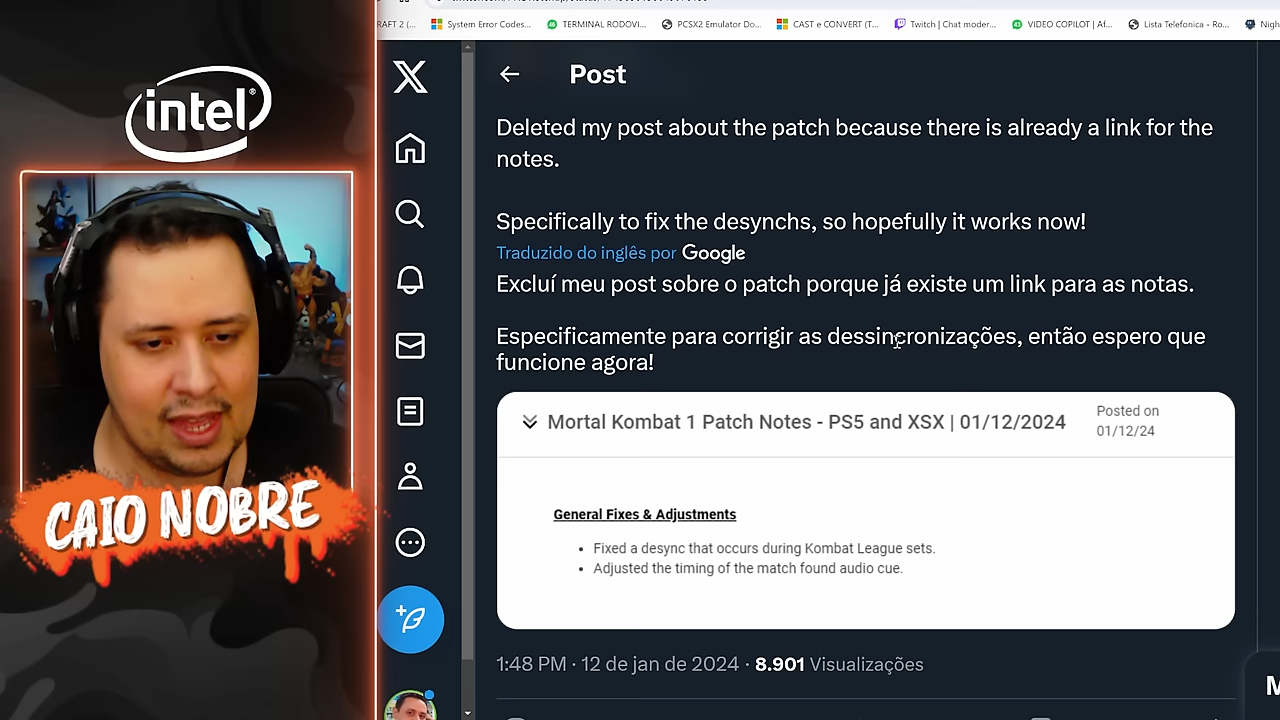 RAFT 2 (...
System Error Codes...
TERMINAL RODOVI...
PCSX2 Emulator Do...
CAST e CONVERT (T...
Twitch | Chat moder...
VIDEO COPILOT | Af...
Lista Telefonica - Ro...
Nigh
intel
CAIO NOBRE
Post
Deleted my post about the patch because there is already a link for the
notes.
Specifically to fix the desynchs, so hopefully it works now!
Traduzido do inglês por Google
Excluí meu post sobre o patch porque já existe um link para as notas.
Especificamente para corrigir as dessincronizações, então espero que
funcione agora!
Mortal Kombat 1 Patch Notes - PS5 and XSX | 01/12/2024
Posted on
01/12/24
General Fixes & Adjustments
• Fixed a desync that occurs during Kombat League sets.
• Adjusted the timing of the match found audio cue.
1:48 PM · 12 de jan de 2024 · 8.901 Visualizações